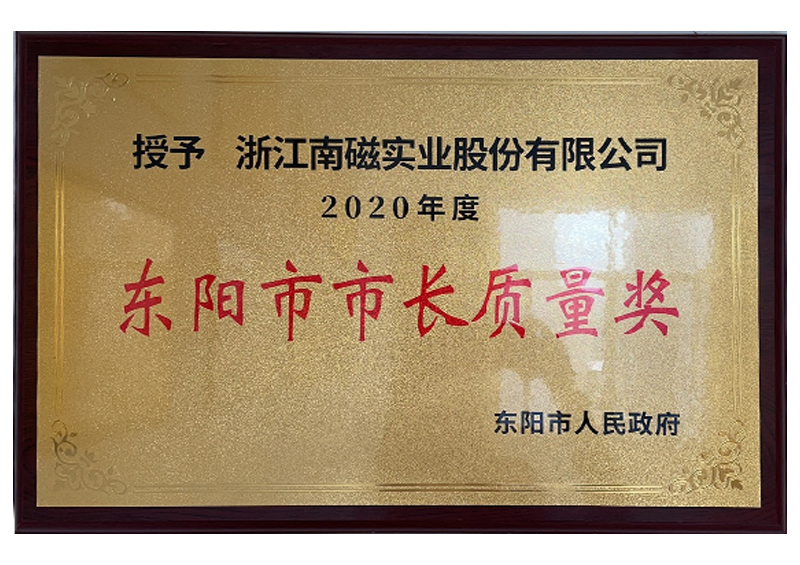 授予 浙江南磁实业股份有限公司
2020年度
东阳市市长质量奖
东阳市人民政府